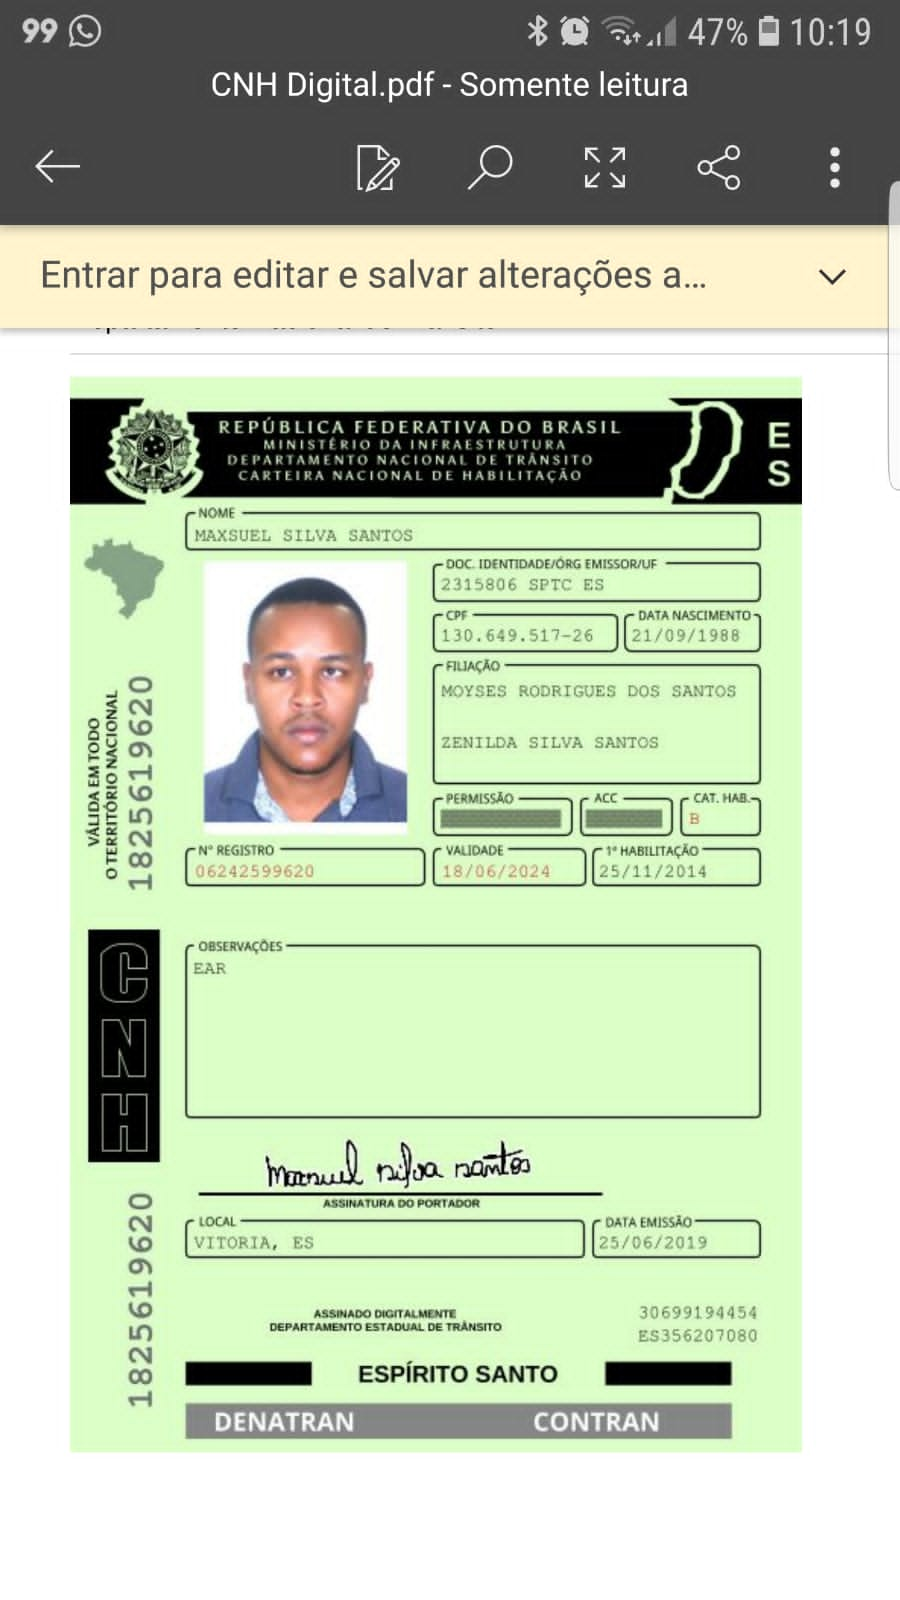 99
47% 10:19
CNH Digital.pdf - Somente leitura
Entrar para editar e salvar alterações a...
REPÚBLICA FEDERATIVA DO BRASIL
MINISTÉRIO DA INFRAESTRUTURA
DEPARTAMENTO NACIONAL DE TRÂNSITO
CARTEIRA NACIONAL DE HABILITAÇÃO
E
S
NOME
MAXSUEL SILVA SANTOS
DOC. IDENTIDADE/ÓRG EMISSOR/UF
2315806 SPTC ES
CPF
130.649.517-26
DATA NASCIMENTO
21/09/1988
FILIAÇÃO
MOYSES RODRIGUES DOS SANTOS
ZENILDA SILVA SANTOS
PERMISSÃO
ACC
CAT. HAB.
B
Nº REGISTRO
06242599620
VALIDADE
18/06/2024
1ª HABILITAÇÃO
25/11/2014
VÁLIDA EM TODO
O TERRITÓRIO NACIONAL
1825619620
OBSERVAÇÕES
EAR
CNH
Maxsuel silva santos
ASSINATURA DO PORTADOR
LOCAL
VITORIA, ES
DATA EMISSÃO
25/06/2019
1825619620
ASSINADO DIGITALMENTE
DEPARTAMENTO ESTADUAL DE TRÂNSITO
30699194454
ES356207080
ESPÍRITO SANTO
DENATRAN CONTRAN